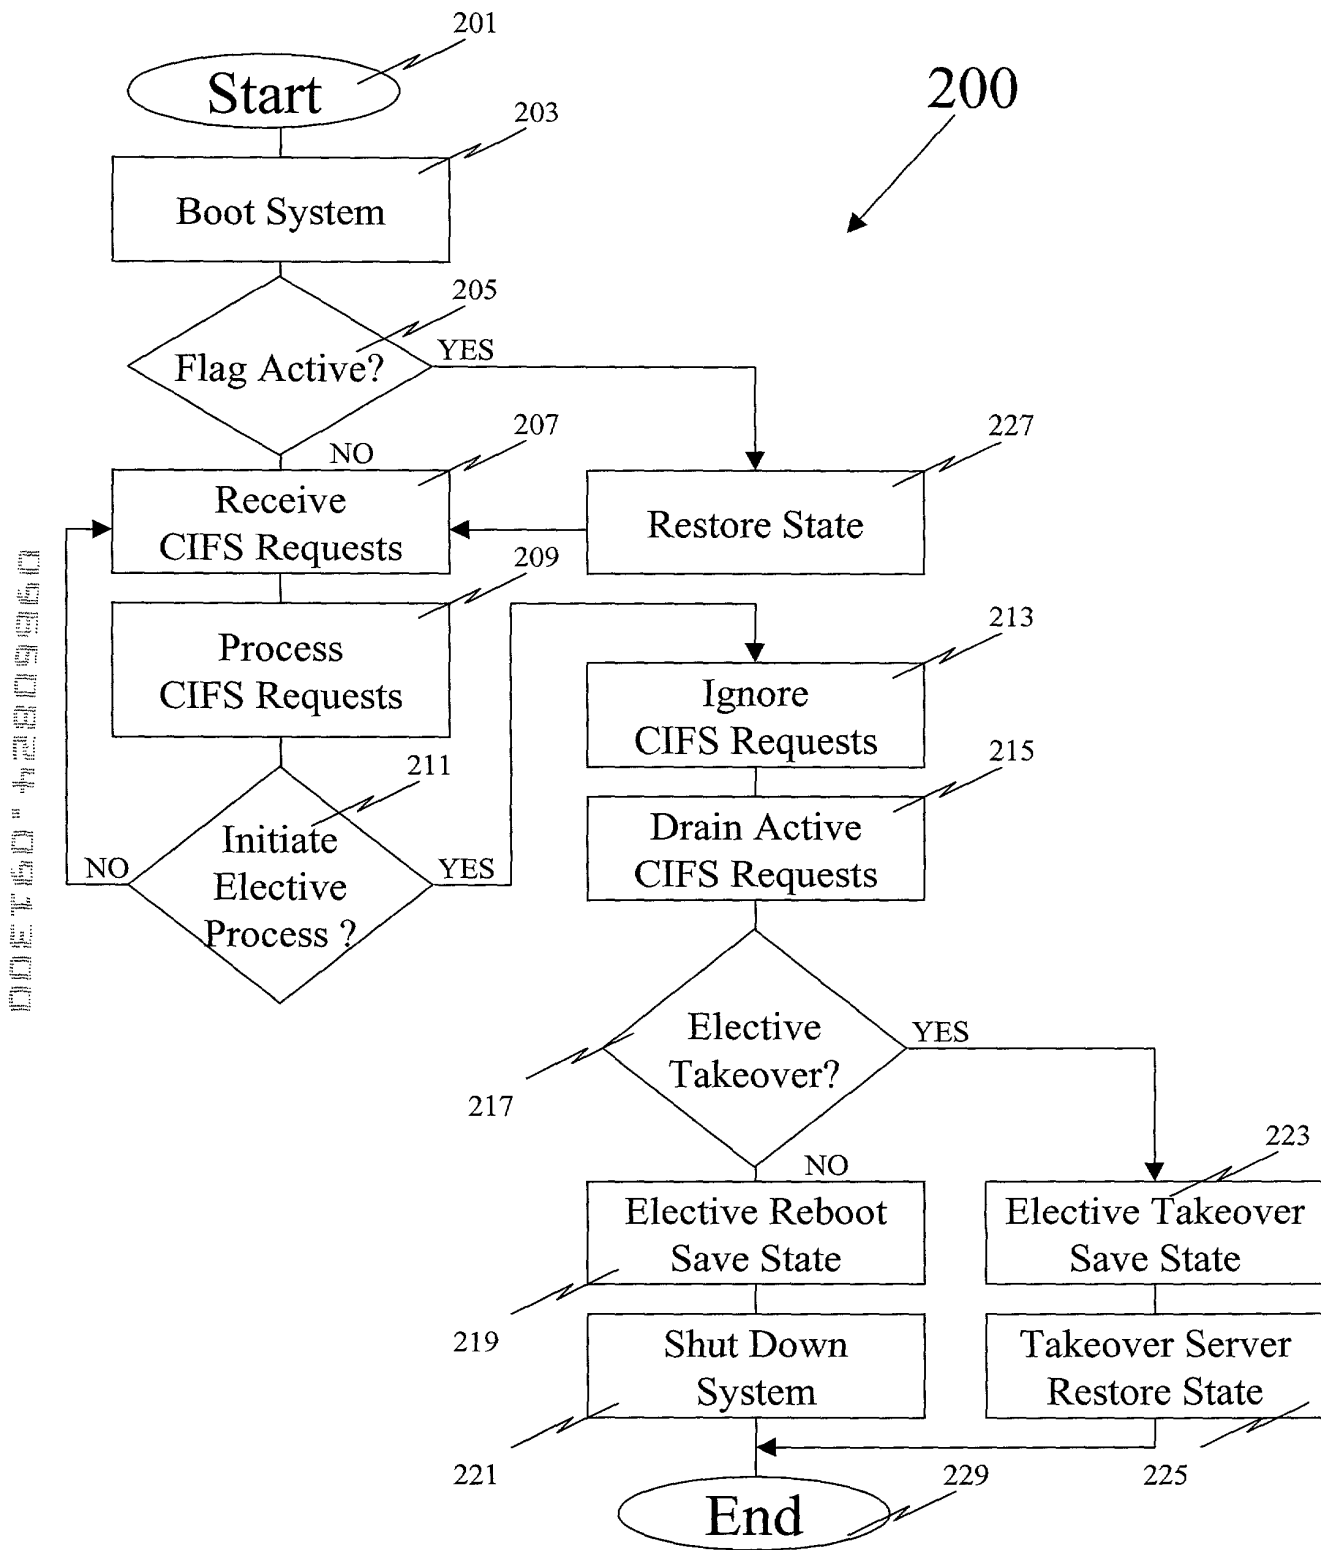 201
Start
200
203
Boot System
205
YES
Flag Active?
207
227
NO
Receive
CIFS Requests
Restore State
209
213
Process
CIFS Requests
Ignore
CIFS Requests
211
215
Initiate
Elective
Process ?
NO
YES
Drain Active
CIFS Requests
Elective
Takeover?
YES
217
223
NO
Elective Reboot
Save State
Elective Takeover
Save State
219
Shut Down
System
Takeover Server
Restore State
221
229
225
End
09660824.091300